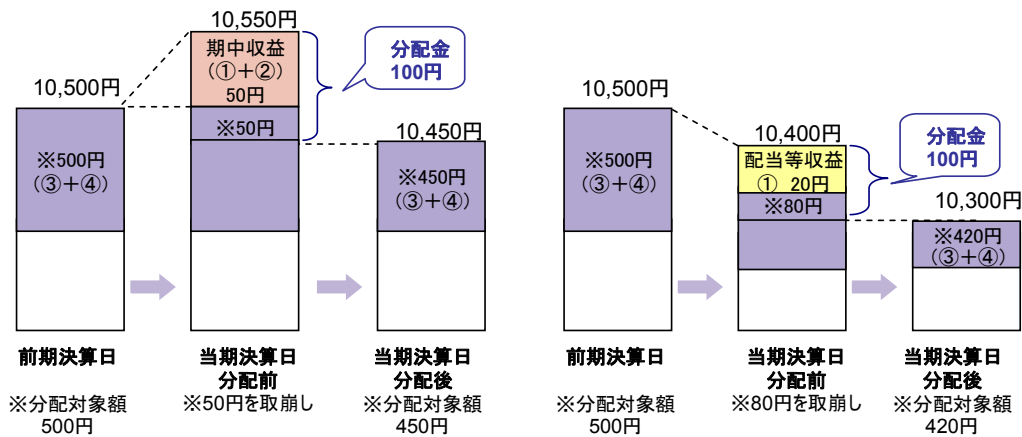 10,550円
期中収益
（①＋②）
50円
分配金
100円
10,500円
※50円
10,450円
※500円
（③＋④）
※450円
（③＋④）
前期決算日
当期決算日
分配前
当期決算日
分配後
※分配対象額
500円
※50円を取崩し
※分配対象額
450円
10,500円
10,400円
分配金
100円
※500円
（③＋④）
配当等収益
① 20円
※80円
10,300円
※420円
（③＋④）
前期決算日
当期決算日
分配前
当期決算日
分配後
※分配対象額
500円
※80円を取崩し
※分配対象額
420円